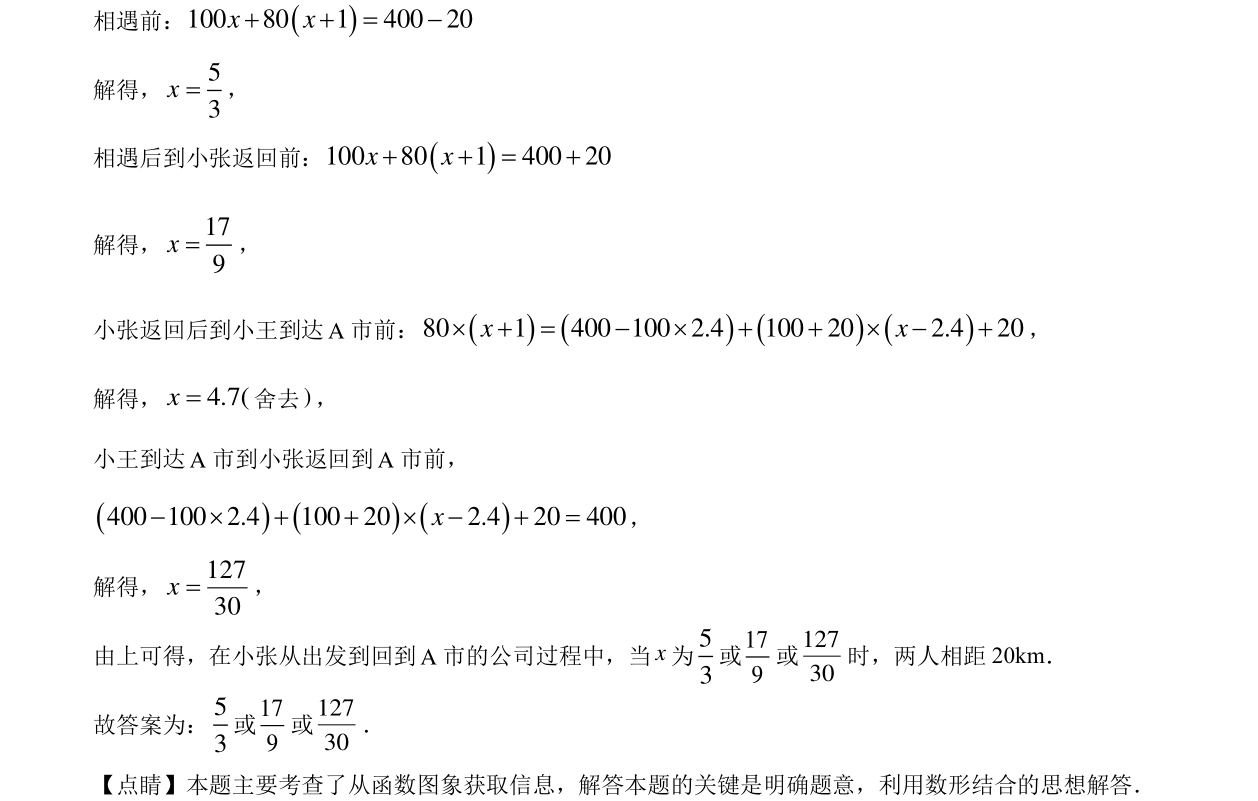 相遇前：100x+80(x+1)=400−20
解得，x=5/3，
相遇后到小张返回前：100x+80(x+1)=400+20
解得，x=17/9，
小张返回后到小王到达A市前：80×(x+1)=(400−100×2.4)+(100+20)×(x−2.4)+20，
解得，x=4.7(舍去)，
小王到达A市到小张返回到A市前，
(400−100×2.4)+(100+20)×(x−2.4)+20=400，
解得，x=127/30，
由上可得，在小张从出发到回到A市的公司过程中，当x为5/3或17/9或127/30时，两人相距20km．
故答案为：5/3或17/9或127/30．
【点睛】本题主要考查了从函数图象获取信息，解答本题的关键是明确题意，利用数形结合的思想解答．